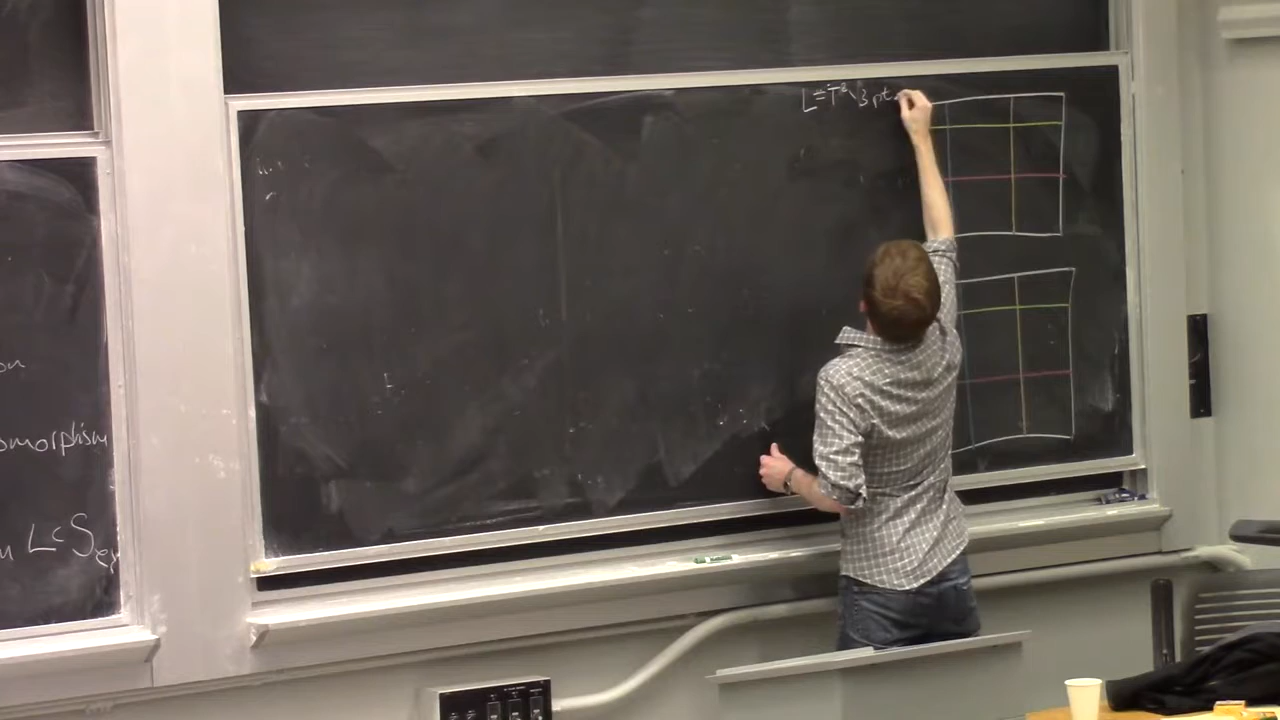 on
omorphism
L ⊂ S
L = T² \ 3 pt